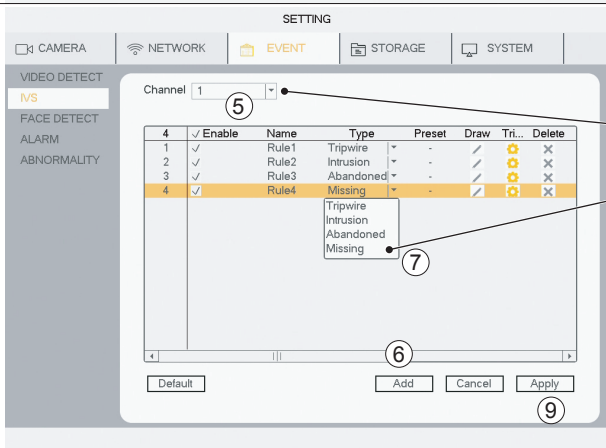 SETTING
CAMERA NETWORK EVENT STORAGE SYSTEM
VIDEO DETECT
IVS
FACE DETECT
ALARM
ABNORMALITY
Channel 1
5
4 ✓ Enable Name Type Preset Draw Tri... Delete
1 ✓ Rule1 Tripwire -
2 ✓ Rule2 Intrusion -
3 ✓ Rule3 Abandoned -
4 ✓ Rule4 Missing -
Tripwire
Intrusion
Abandoned
Missing
7
6
Default Add Cancel Apply
9